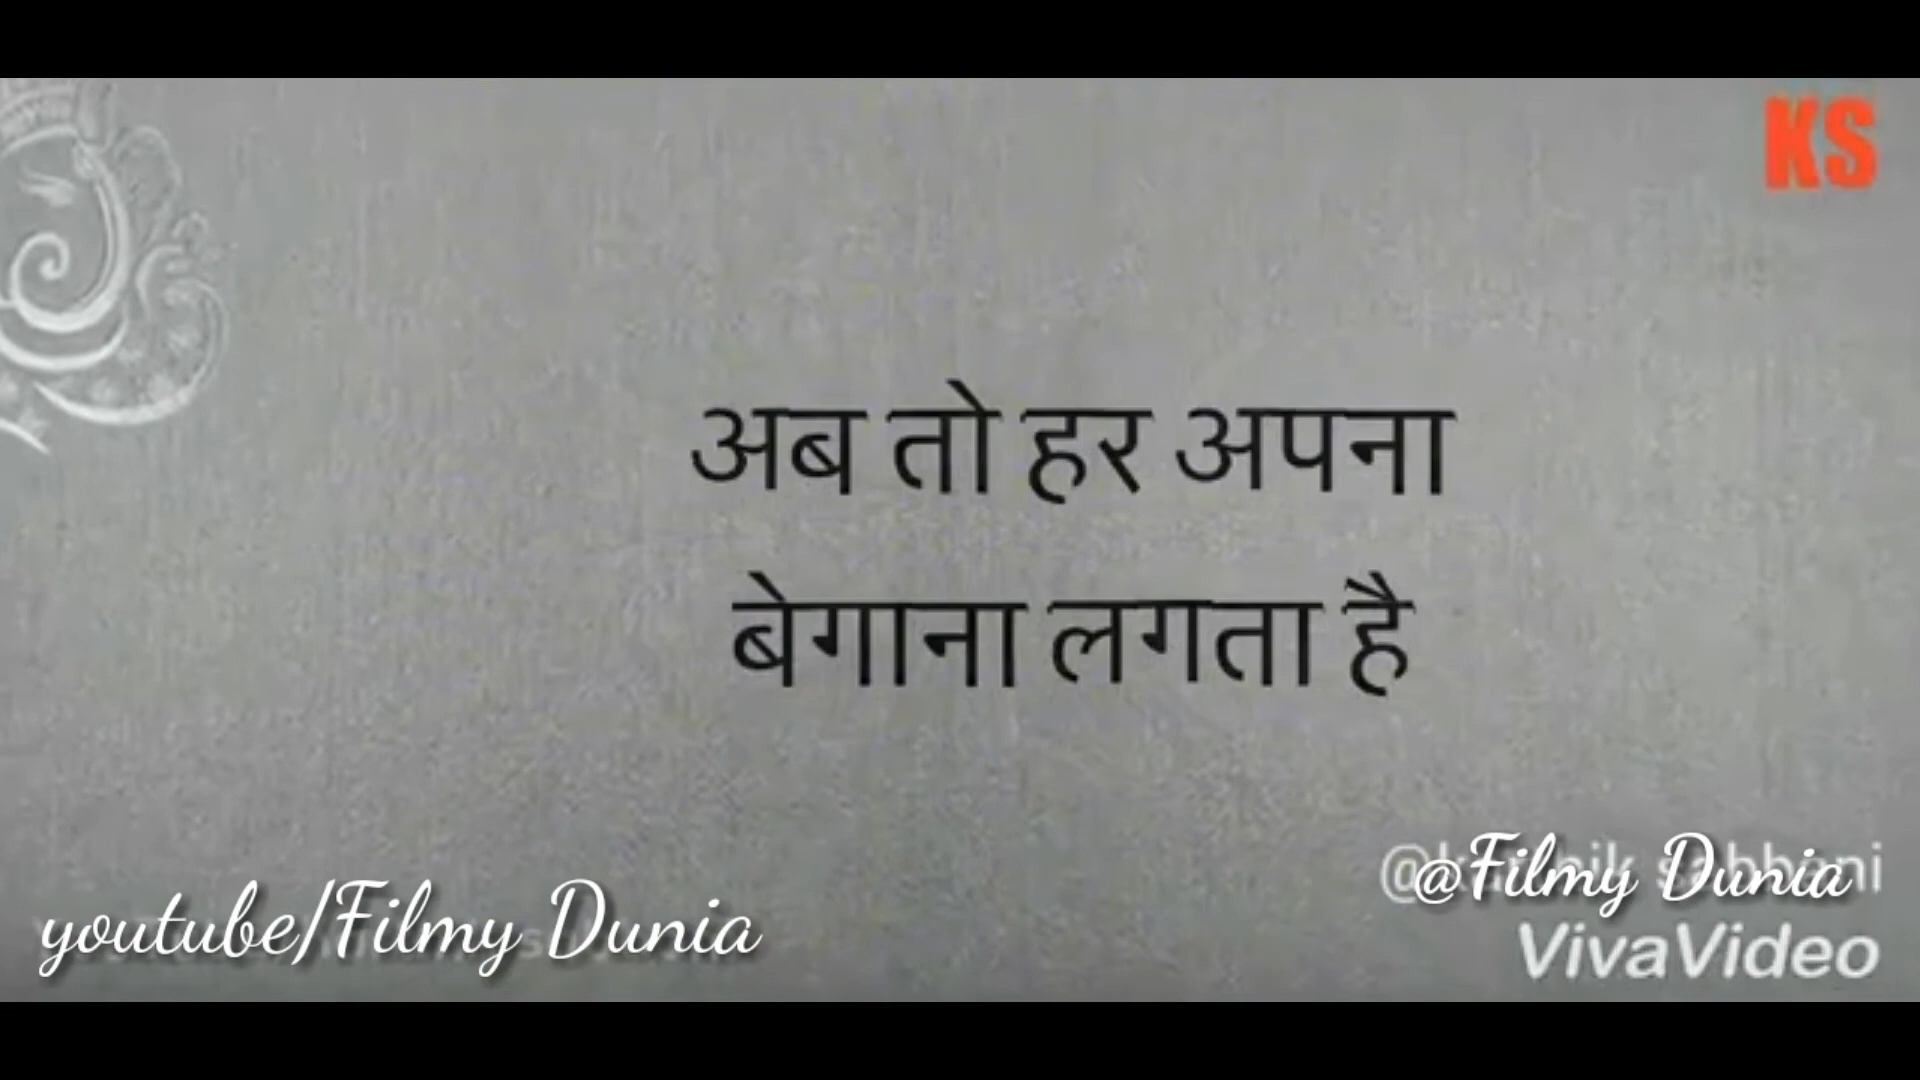 KS
अब तो हर अपना
बेगाना लगता है
@Filmy Dunia
youtube/Filmy Dunia
VivaVideo